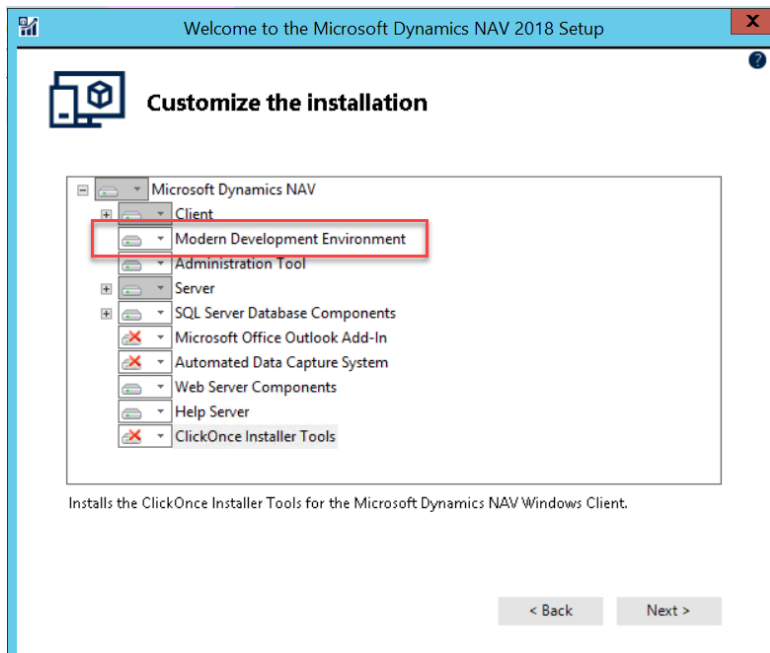 Welcome to the Microsoft Dynamics NAV 2018 Setup
X
?
Customize the installation
Microsoft Dynamics NAV
Client
Modern Development Environment
Administration Tool
Server
SQL Server Database Components
Microsoft Office Outlook Add-In
Automated Data Capture System
Web Server Components
Help Server
ClickOnce Installer Tools
Installs the ClickOnce Installer Tools for the Microsoft Dynamics NAV Windows Client.
< Back Next >